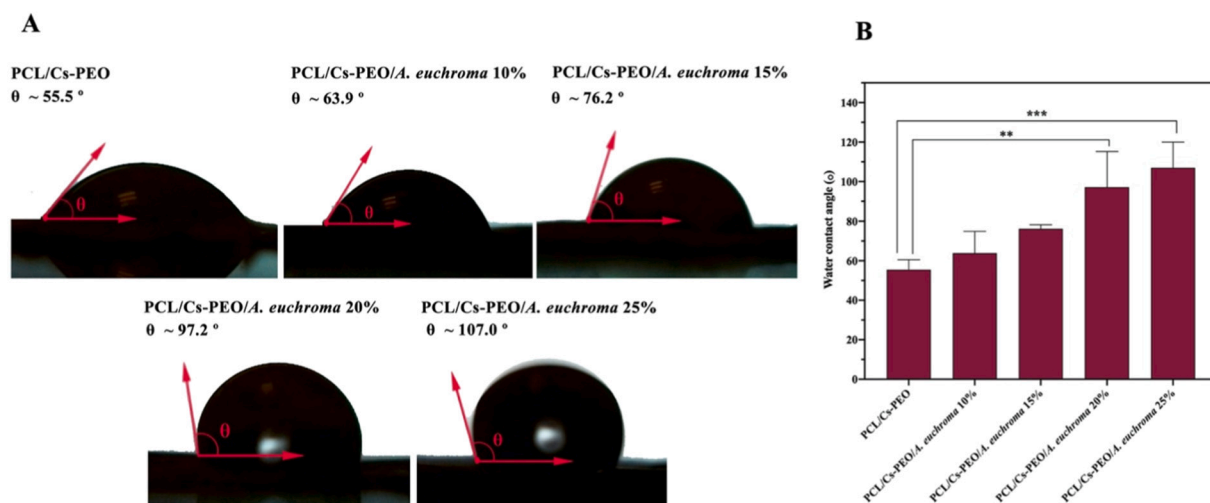 A
PCL/Cs-PEO
θ ~ 55.5 º
PCL/Cs-PEO/A. euchroma 10%
θ ~ 63.9 º
PCL/Cs-PEO/A. euchroma 15%
θ ~ 76.2 º
θ
θ
θ
PCL/Cs-PEO/A. euchroma 20%
θ ~ 97.2 º
PCL/Cs-PEO/A. euchroma 25%
θ ~ 107.0 º
θ
θ
B
Water contact angle (o)
140
120
100
80
60
40
20
0
***
**
PCL/Cs-PEO
PCL/Cs-PEO/A. euchroma 10%
PCL/Cs-PEO/A. euchroma 15%
PCL/Cs-PEO/A. euchroma 20%
PCL/Cs-PEO/A. euchroma 25%